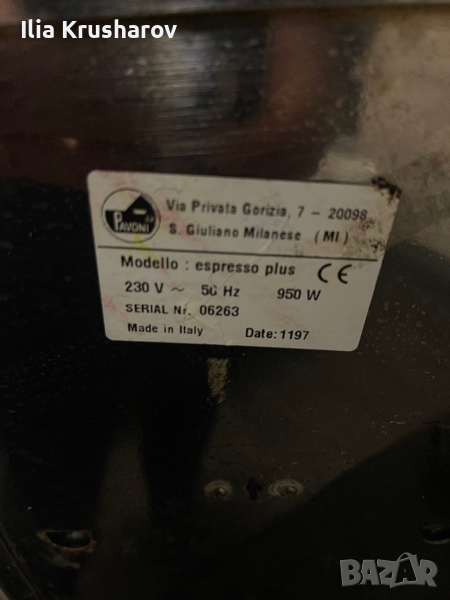 Ilia Krusharov
Via Privata Gorizia, 7 - 20098
S. Giuliano Milanese (MI)
PAVONI
Modello : espresso plus CE
230 V ~ 50 Hz 950 W
SERIAL Nr. 06263
Made in Italy Date: 1197
BAZAR